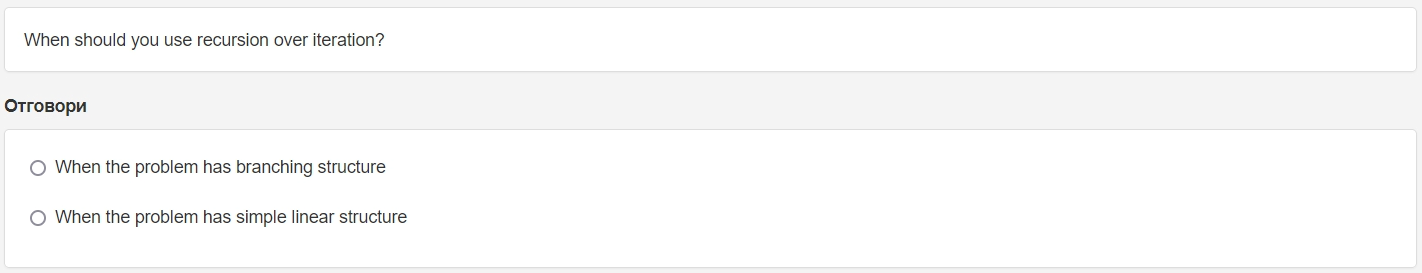 When should you use recursion over iteration?
Отговори
When the problem has branching structure
When the problem has simple linear structure